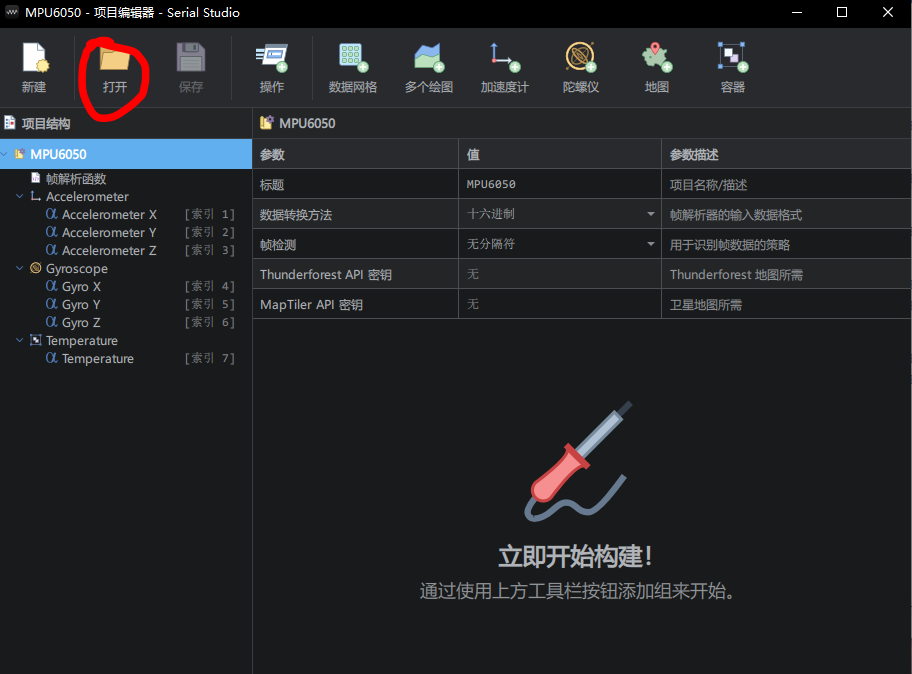 MPU6050 - 项目编辑器 - Serial Studio
新建
打开
保存
操作
数据网格
多个绘图
加速度计
陀螺仪
地图
容器
项目结构
MPU6050
MPU6050
帧解析函数
Accelerometer
Accelerometer X [索引 1]
Accelerometer Y [索引 2]
Accelerometer Z [索引 3]
Gyroscope
Gyro X [索引 4]
Gyro Y [索引 5]
Gyro Z [索引 6]
Temperature
Temperature [索引 7]
参数 值 参数描述
标题 MPU6050 项目名称/描述
数据转换方法 十六进制 帧解析器的输入数据格式
帧检测 无分隔符 用于识别帧数据的策略
Thunderforest API 密钥 无 Thunderforest 地图所需
MapTiler API 密钥 无 卫星地图所需
立即开始构建！
通过使用上方工具栏按钮添加组来开始。